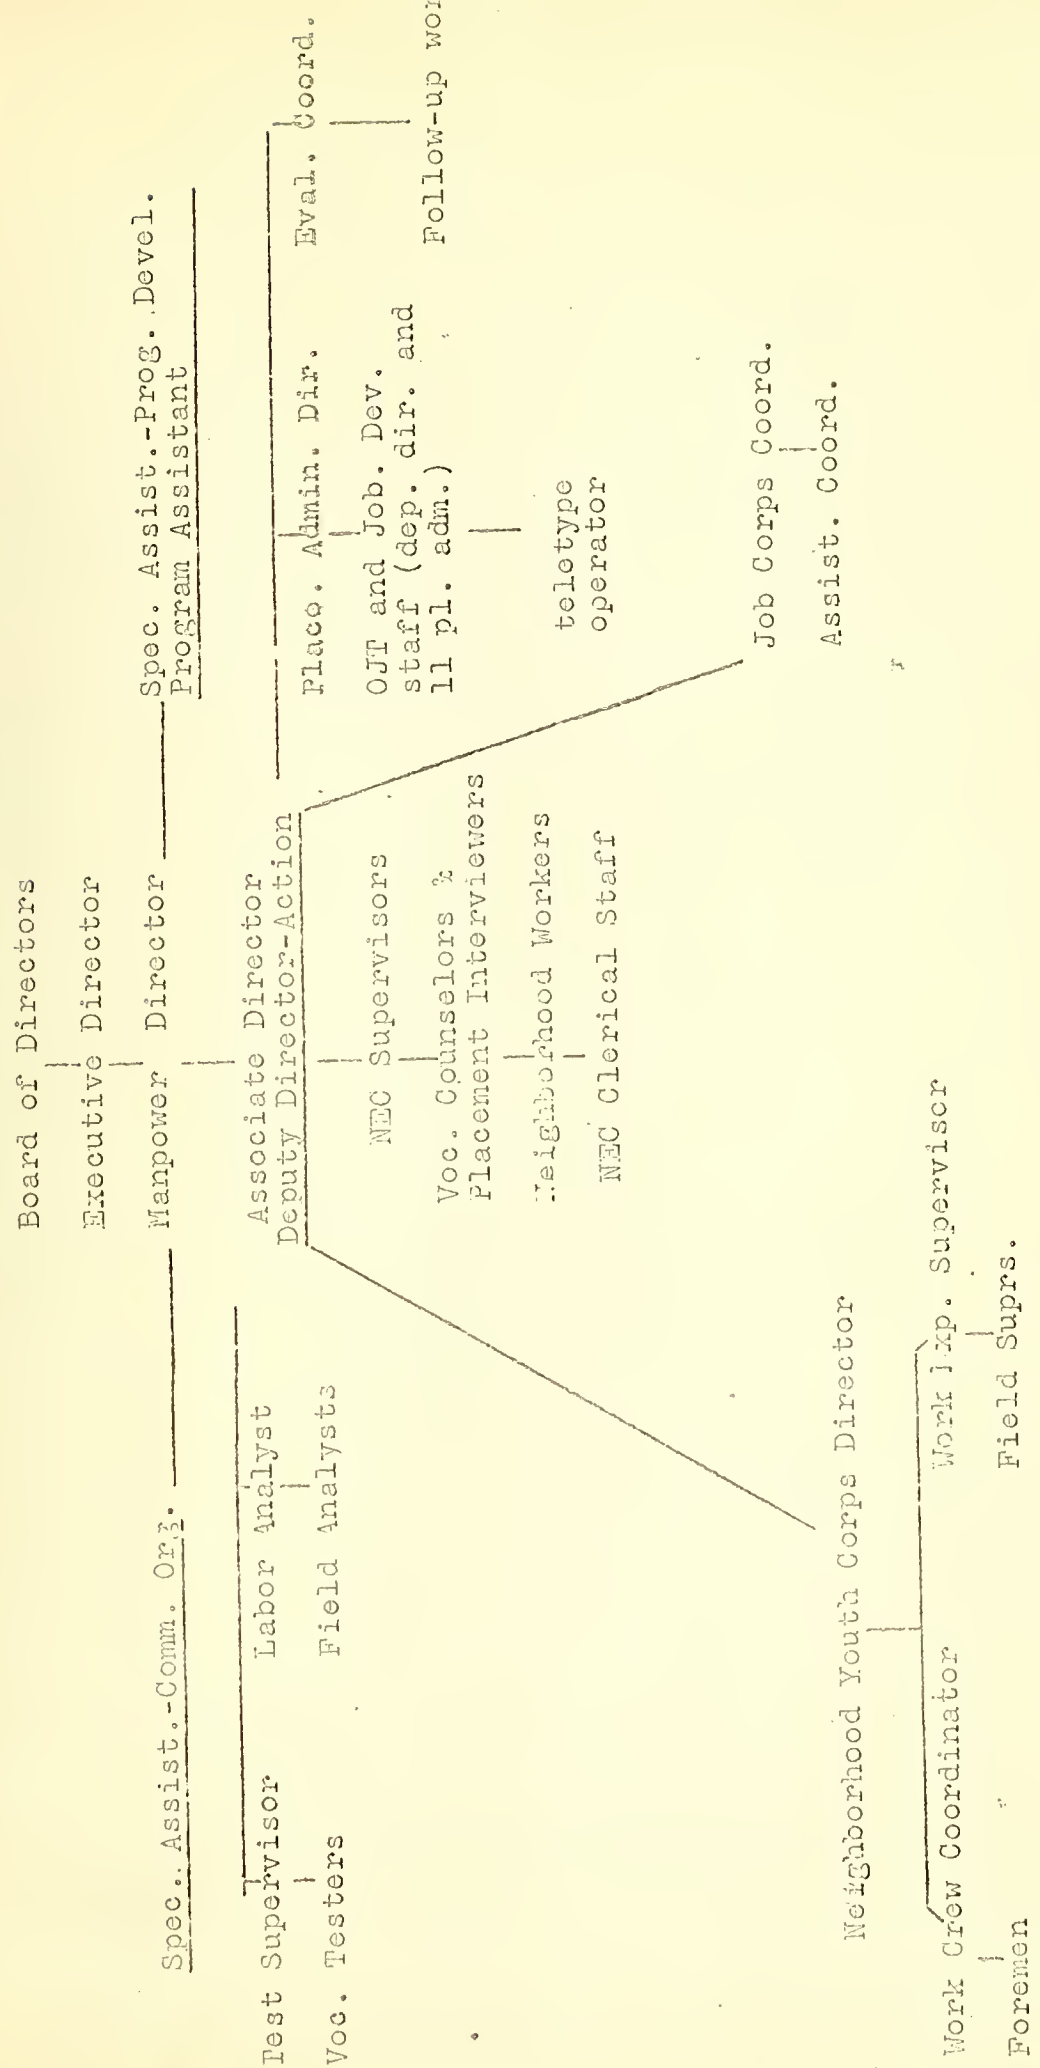 Board of Directors
Executive Director
Manpower Director
Spec. Assist.-Comm. Org.
Spec. Assist.-Prog. Devel.
Program Assistant
Associate Director
Deputy Director-Action
Test Supervisor
Voc. Testers
Labor Analyst
Field Analysts
NEC Supervisors
Voc. Counselors &
Placement Interviewers
Neighborhood Workers
NEC Clerical Staff
Place. Admin. Dir.
OJT and Job. Dev.
staff (dep. dir. and
11 pl. adm.)
teletype
operator
Eval. Coord.
Follow-up
Neighborhood Youth Corps Director
Work Crew Coordinator
Foremen
Work Exp. Supervisor
Field Suprs.
Job Corps Coord.
Assist. Coord.